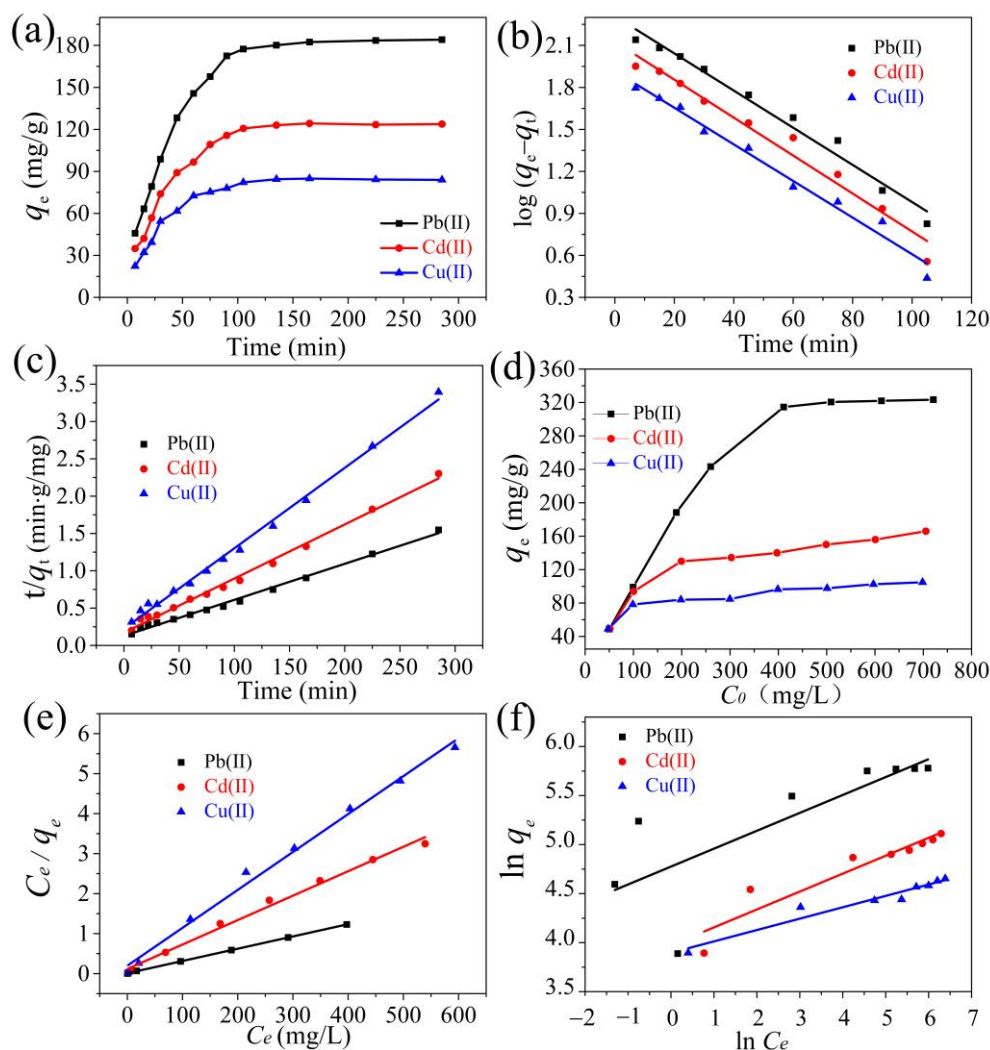 (a)
180
150
120
90
60
30
0
qe (mg/g)
Pb(II)
Cd(II)
Cu(II)
0 50 100 150 200 250 300
Time (min)
(b)
2.1
1.8
1.5
1.2
0.9
0.6
0.3
log (qe−qt)
Pb(II)
Cd(II)
Cu(II)
0 20 40 60 80 100 120
Time (min)
(c)
3.5
3.0
2.5
2.0
1.5
1.0
0.5
0.0
t/qt (min·g/mg)
Pb(II)
Cd(II)
Cu(II)
0 50 100 150 200 250 300
Time (min)
(d)
360
320
280
240
200
160
120
80
40
qe (mg/g)
Pb(II)
Cd(II)
Cu(II)
0 100 200 300 400 500 600 700 800
C0 (mg/L)
(e)
6
5
4
3
2
1
0
Ce / qe
Pb(II)
Cd(II)
Cu(II)
0 100 200 300 400 500 600
Ce (mg/L)
(f)
6.0
5.5
5.0
4.5
4.0
3.5
ln qe
Pb(II)
Cd(II)
Cu(II)
−2 −1 0 1 2 3 4 5 6 7
ln Ce